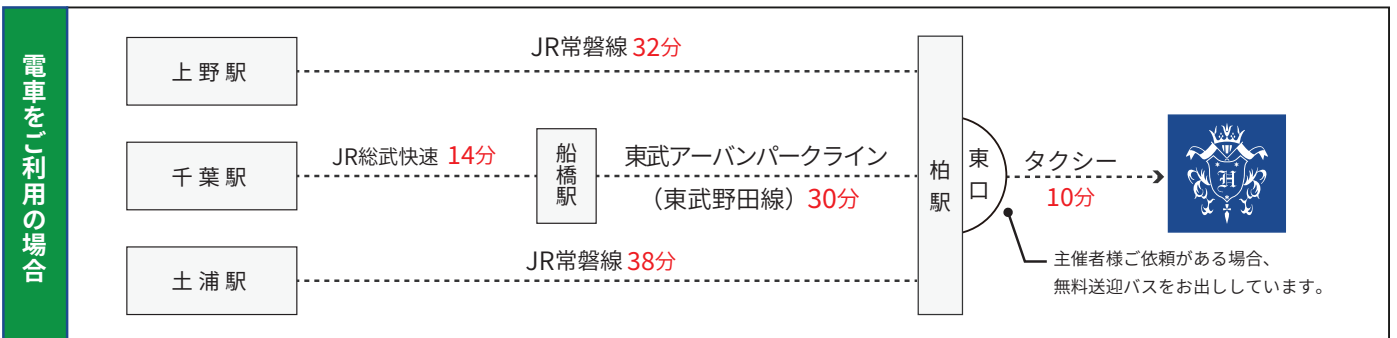 電車をご利用の場合
上野駅
JR常磐線 32分
千葉駅
JR総武快速 14分
船橋駅
東武アーバンパークライン
（東武野田線）30分
土浦駅
JR常磐線 38分
柏駅
東口
タクシー
10分
H
主催者様ご依頼がある場合、
無料送迎バスをお出ししています。